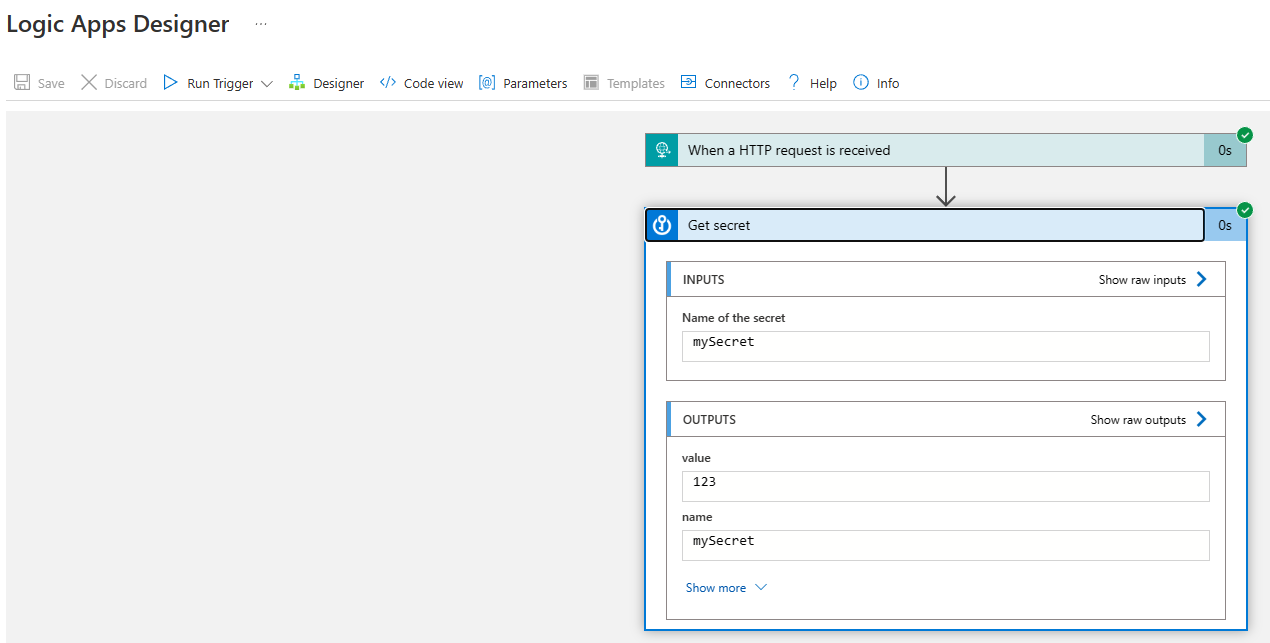 Logic Apps Designer ...
Save Discard Run Trigger Designer Code view Parameters Templates Connectors Help Info
When a HTTP request is received 0s
Get secret 0s
INPUTS Show raw inputs
Name of the secret
mySecret
OUTPUTS Show raw outputs
value
123
name
mySecret
Show more